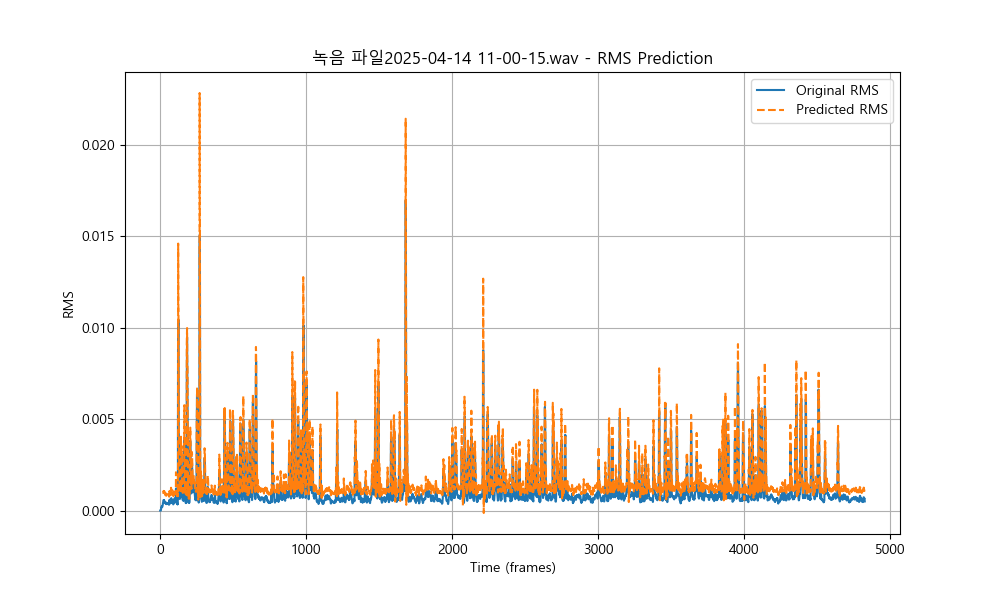 녹음 파일2025-04-14 11-00-15.wav - RMS Prediction
Original RMS
Predicted RMS
0.020
0.015
0.010
0.005
0.000
RMS
0 1000 2000 3000 4000 5000
Time (frames)